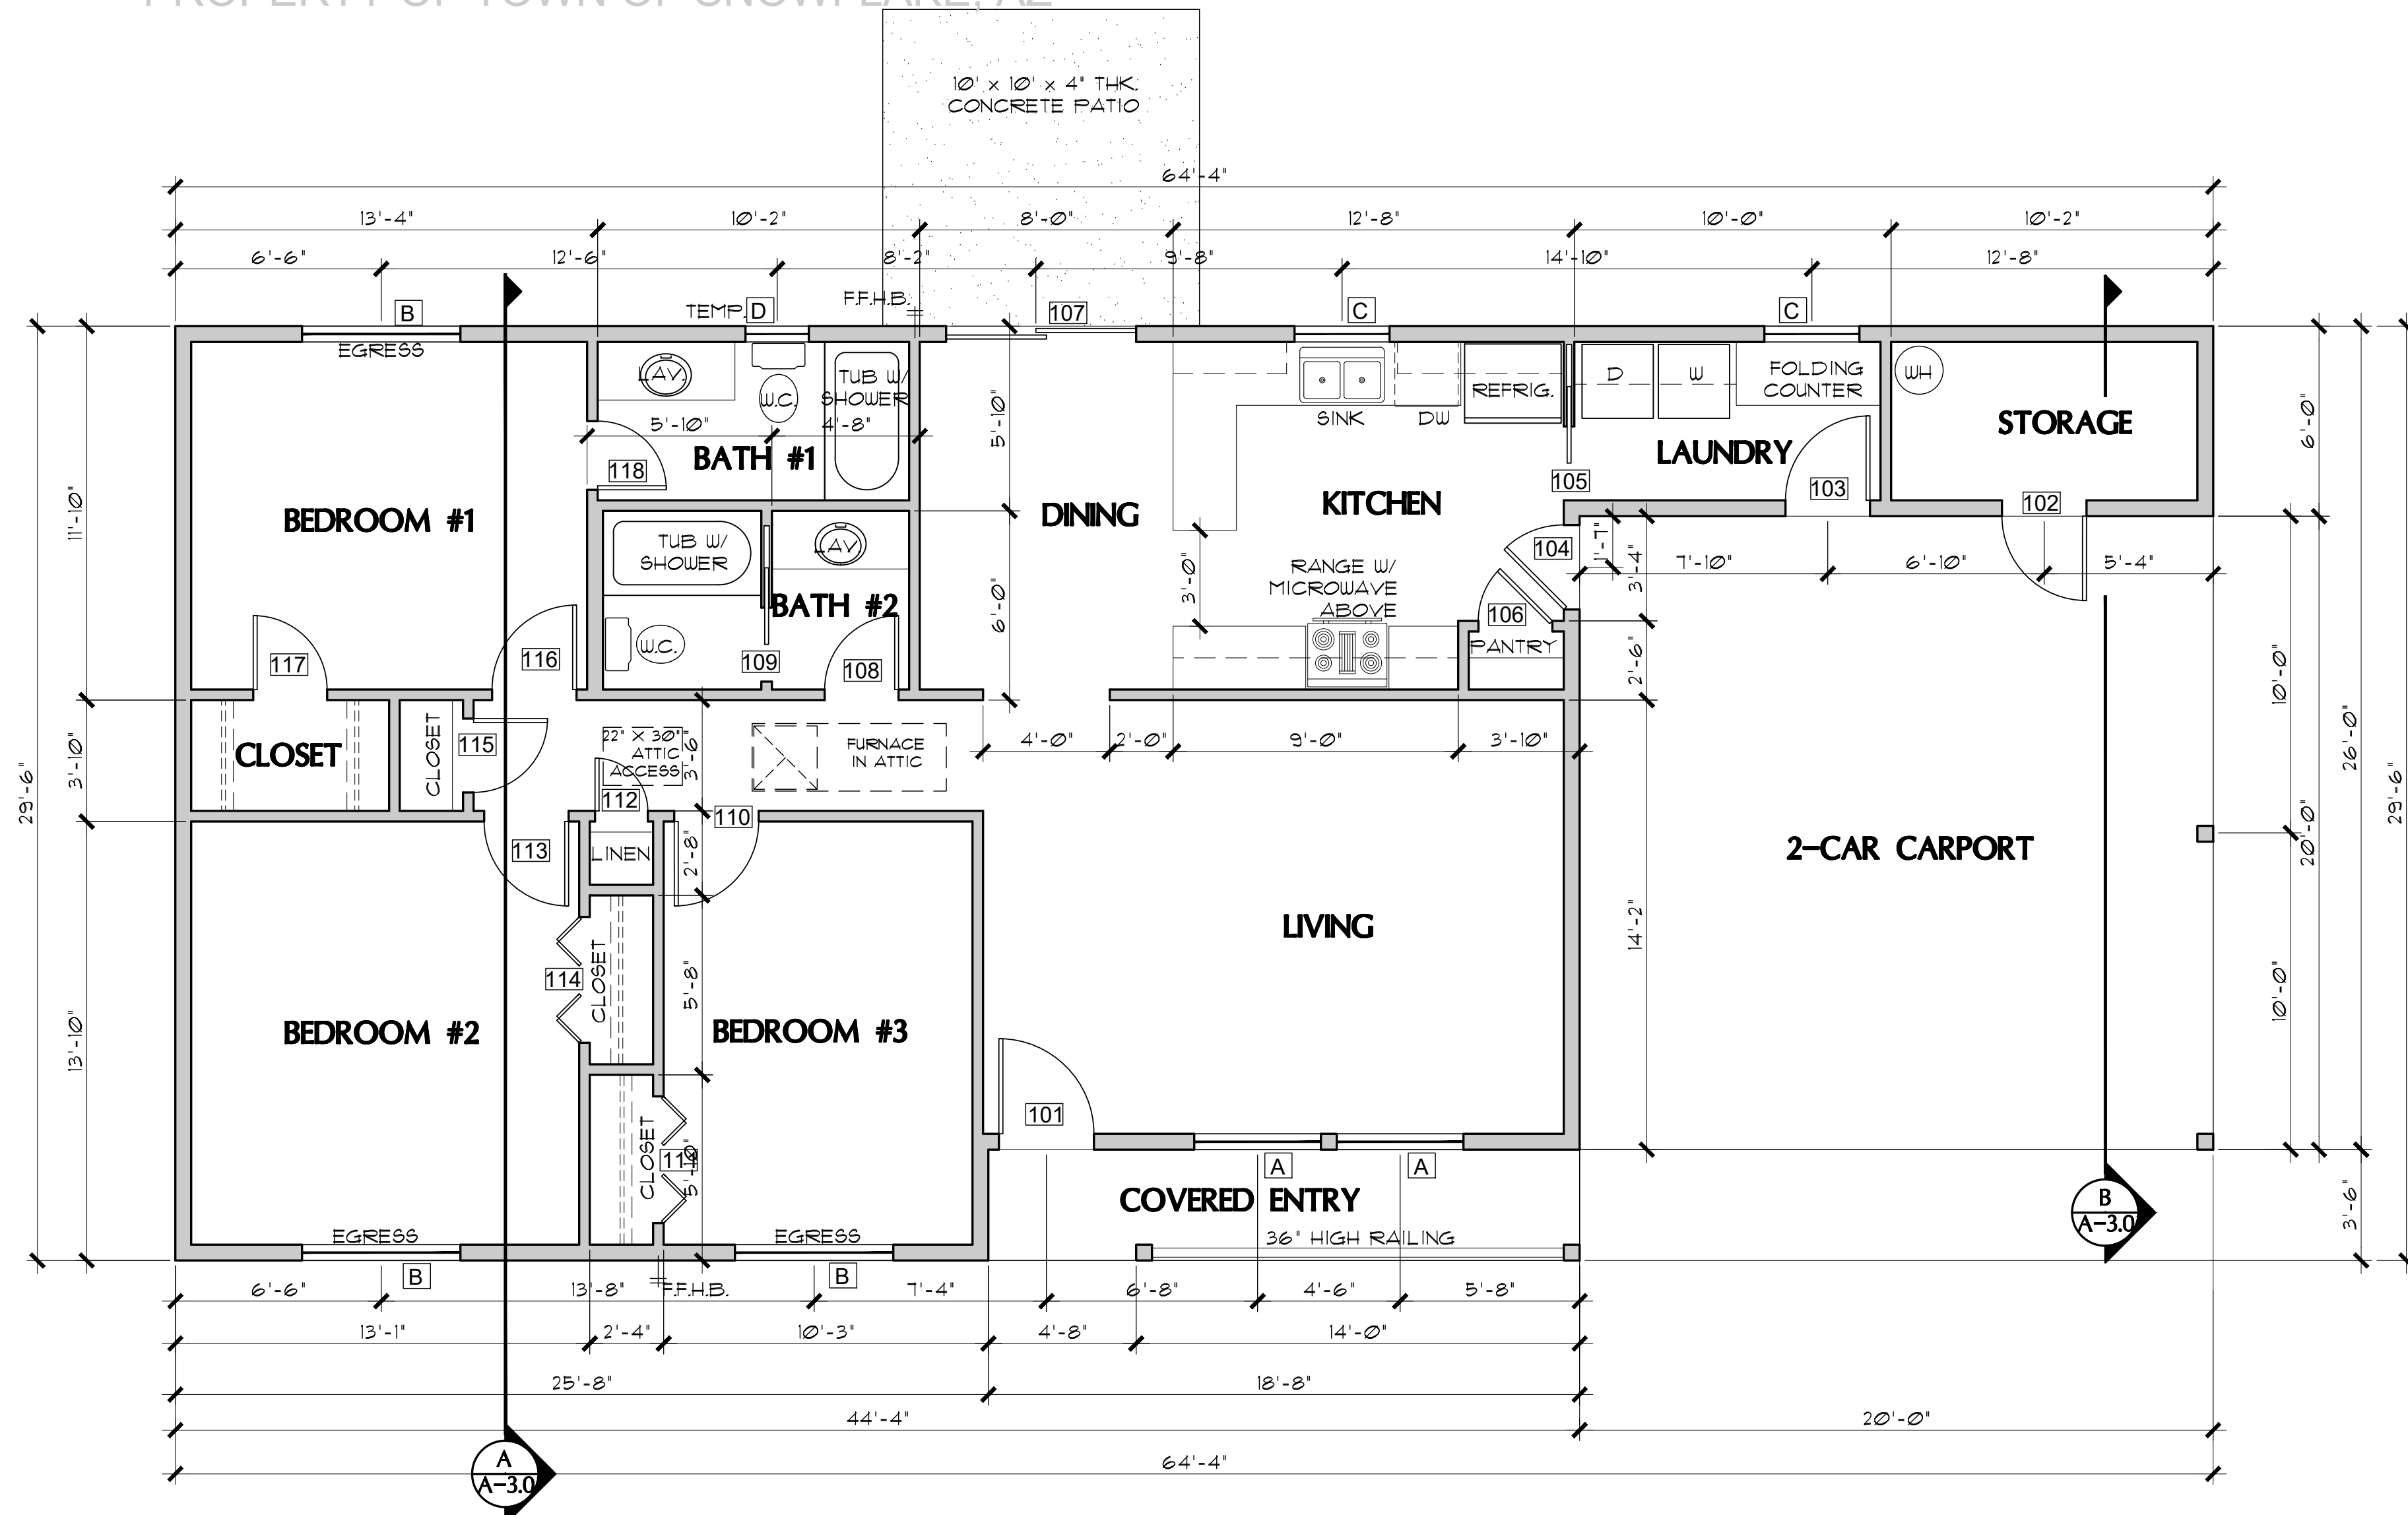 PROPERTY OF TOWN OF SNOWFLAKE, AZ
10' x 10' x 4" THK.
CONCRETE PATIO
64'-4"
13'-4"
10'-2"
8'-0"
12'-8"
10'-0"
10'-2"
6'-6"
12'-6"
8'-2"
9'-8"
14'-10"
12'-8"
B
TEMP.
D
F.F.H.B.
107
C
C
EGRESS
LAV.
W.C.
TUB W/
SHOWER
5'-10"
4'-8"
BATH #1
118
5'-10"
SINK
DW
REFRIG.
D
W
FOLDING
COUNTER
WH
STORAGE
LAUNDRY
105
103
102
6'-0"
11'-10"
BEDROOM #1
DINING
KITCHEN
TUB W/
SHOWER
LAV.
BATH #2
W.C.
109
108
6'-0"
3'-0"
RANGE W/
MICROWAVE
ABOVE
104
106
PANTRY
1'-7"
3'-4"
2'-6"
7'-10"
6'-10"
5'-4"
117
116
10'-0"
26'-0"
29'-6"
29'-6"
3'-10"
CLOSET
CLOSET
115
22" X 30"
ATTIC
ACCESS
3'-6"
FURNACE
IN ATTIC
4'-0"
2'-0"
9'-0"
3'-10"
112
110
113
LINEN
2'-8"
2-CAR CARPORT
20'-0"
LIVING
14'-2"
114
CLOSET
5'-8"
10'-0"
13'-10"
BEDROOM #2
BEDROOM #3
101
CLOSET
111
5'-10"
A
A
COVERED ENTRY
36" HIGH RAILING
B
A-3.0
3'-6"
EGRESS
EGRESS
B
B
F.F.H.B.
6'-6"
13'-8"
7'-4"
6'-8"
4'-6"
5'-8"
13'-1"
2'-4"
10'-3"
4'-8"
14'-0"
25'-8"
18'-8"
44'-4"
20'-0"
A
A-3.0
64'-4"